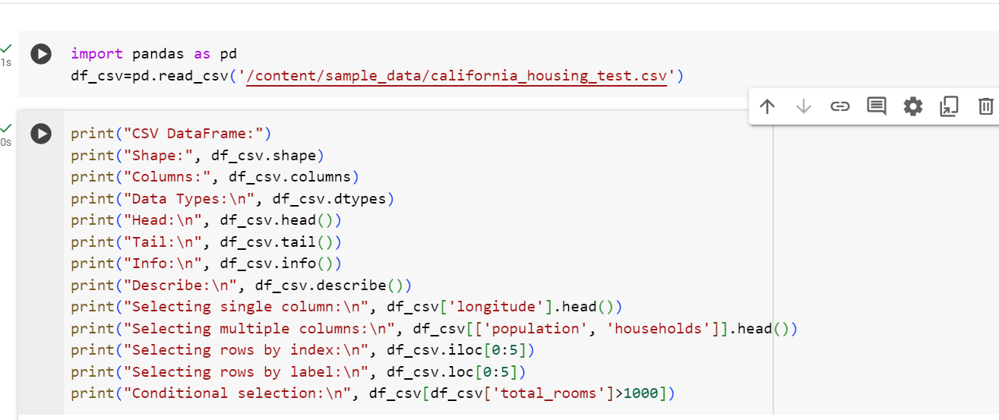 1s
import pandas as pd
df_csv=pd.read_csv('/content/sample_data/california_housing_test.csv')
0s
print("CSV DataFrame:")
print("Shape:", df_csv.shape)
print("Columns:", df_csv.columns)
print("Data Types:\n", df_csv.dtypes)
print("Head:\n", df_csv.head())
print("Tail:\n", df_csv.tail())
print("Info:\n", df_csv.info())
print("Describe:\n", df_csv.describe())
print("Selecting single column:\n", df_csv['longitude'].head())
print("Selecting multiple columns:\n", df_csv[['population', 'households']].head())
print("Selecting rows by index:\n", df_csv.iloc[0:5])
print("Selecting rows by label:\n", df_csv.loc[0:5])
print("Conditional selection:\n", df_csv[df_csv['total_rooms']>1000])